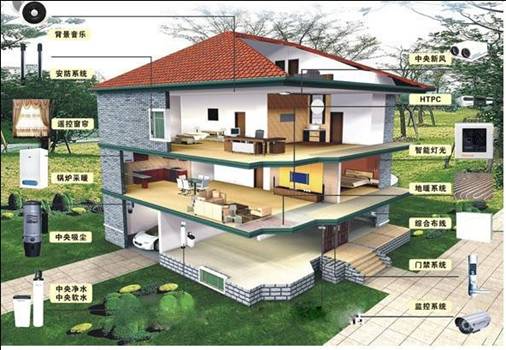 背景音乐
安防系统
遥控窗帘
锅炉采暖
中央吸尘
中央净水
中央软水
中央新风
HTPC
智能灯光
地暖系统
综合布线
门禁系统
监控系统